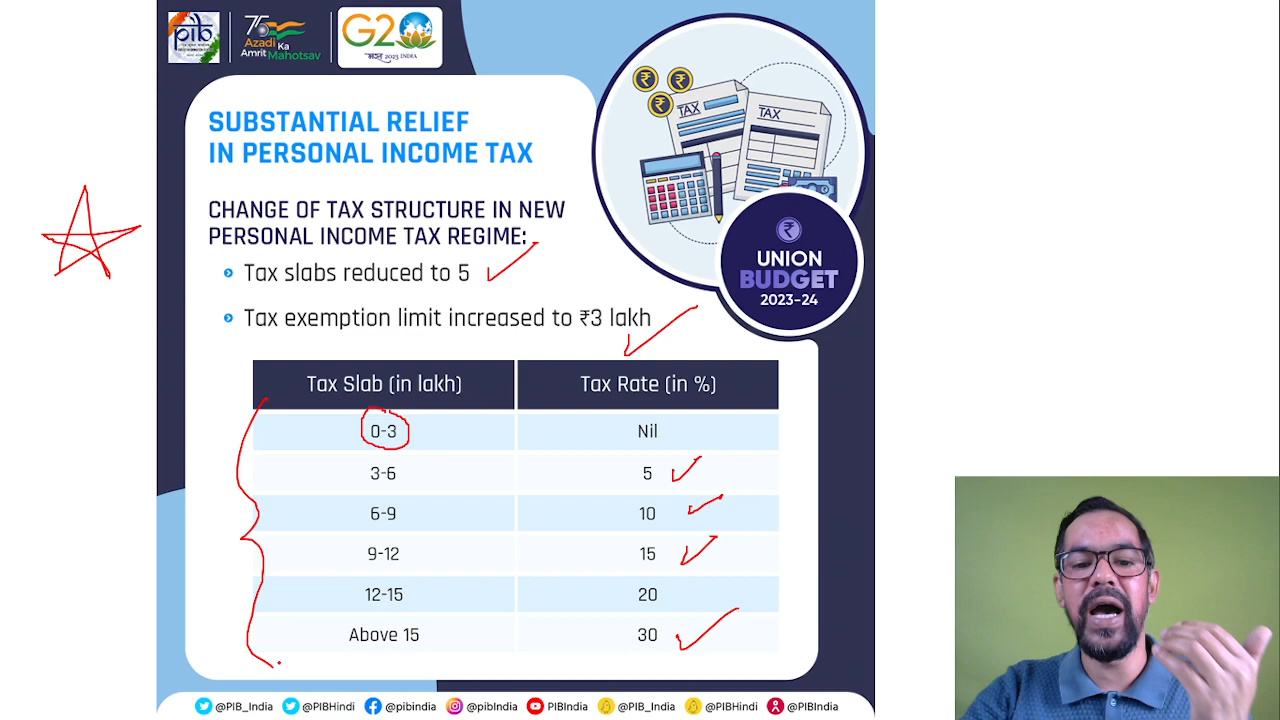 pib
75
Azadi Ka
Amrit Mahotsav
G20
भारत 2023 INDIA
SUBSTANTIAL RELIEF
IN PERSONAL INCOME TAX
TAX
TAX
CHANGE OF TAX STRUCTURE IN NEW
PERSONAL INCOME TAX REGIME:
Tax slabs reduced to 5
Tax exemption limit increased to ₹3 lakh
₹
UNION
BUDGET
2023-24
Tax Slab (in lakh) Tax Rate (in %)
0-3 Nil
3-6 5
6-9 10
9-12 15
12-15 20
Above 15 30
@PIB_India @PIBHindi @pibindia @pibIndia PIBIndia @PIB_India @PIBHindi @PIBIndia